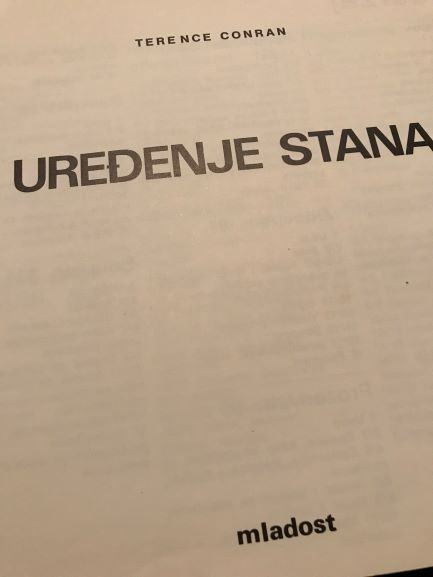 TERENCE CONRAN
UREĐENJE STANA
mladost